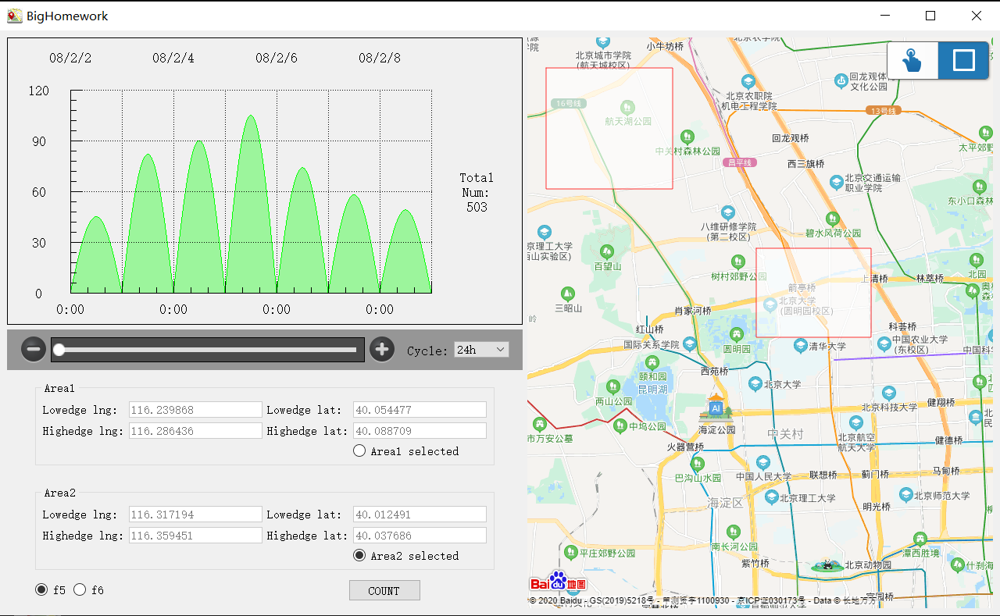 BigHomework
08/2/2
08/2/4
08/2/6
08/2/8
120
90
60
30
0
0:00
0:00
0:00
0:00
Total
Num:
503
Cycle:
24h
Area1
Lowedge lng:
116.239868
Lowedge lat:
40.054477
Highedge lng:
116.286436
Highedge lat:
40.088709
Area1 selected
Area2
Lowedge lng:
116.317194
Lowedge lat:
40.012491
Highedge lng:
116.359451
Highedge lat:
40.037686
Area2 selected
f5
f6
COUNT
小牛坊桥
北京城市学院
(航天城校区)
北京农职院
机电工程学院
文化公园
16号线
13号线
航天湖公园
中关村森林公园
回龙观桥
昌平线
西三旗桥
太平郊野
北京交通运输
职业学院
东小口森林
八维研修学院
(第二校区)
碧水风荷公园
京理工大学
百望山
树村郊野公园
箭亭桥
上清桥
林萃桥
北园
北京大学
(圆明园校区)
三昭山
岭
肖家河桥
红山桥
科荟桥
国际关系学院
圆明园
清华大学
中国农业大学
(东校区)
颐和园
昆明湖
西苑桥
两山公园
北京大学
北京科技大学
健翔桥
AI
海淀公园
中坞公园
市万安公墓
中关村
北京航空
航天大学
火器营桥
健德桥
巴沟山水园
中国人民大学
联想桥
蓟门桥
马甸桥
海淀区
北京理工大学
北京师范大学
明光桥
南长河公园
潭西胜境
平庄郊野公园
紫竹桥
北京动物园
什刹海
Bai du 地图
官园桥
© 2020 Baidu - GS(2019)5218号 - 甲测资字1100930 - 京ICP证030173号 - Data © 长地万方